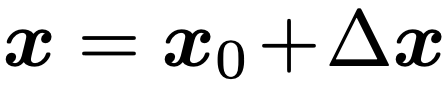 𝒙 = 𝒙₀ + Δ𝒙